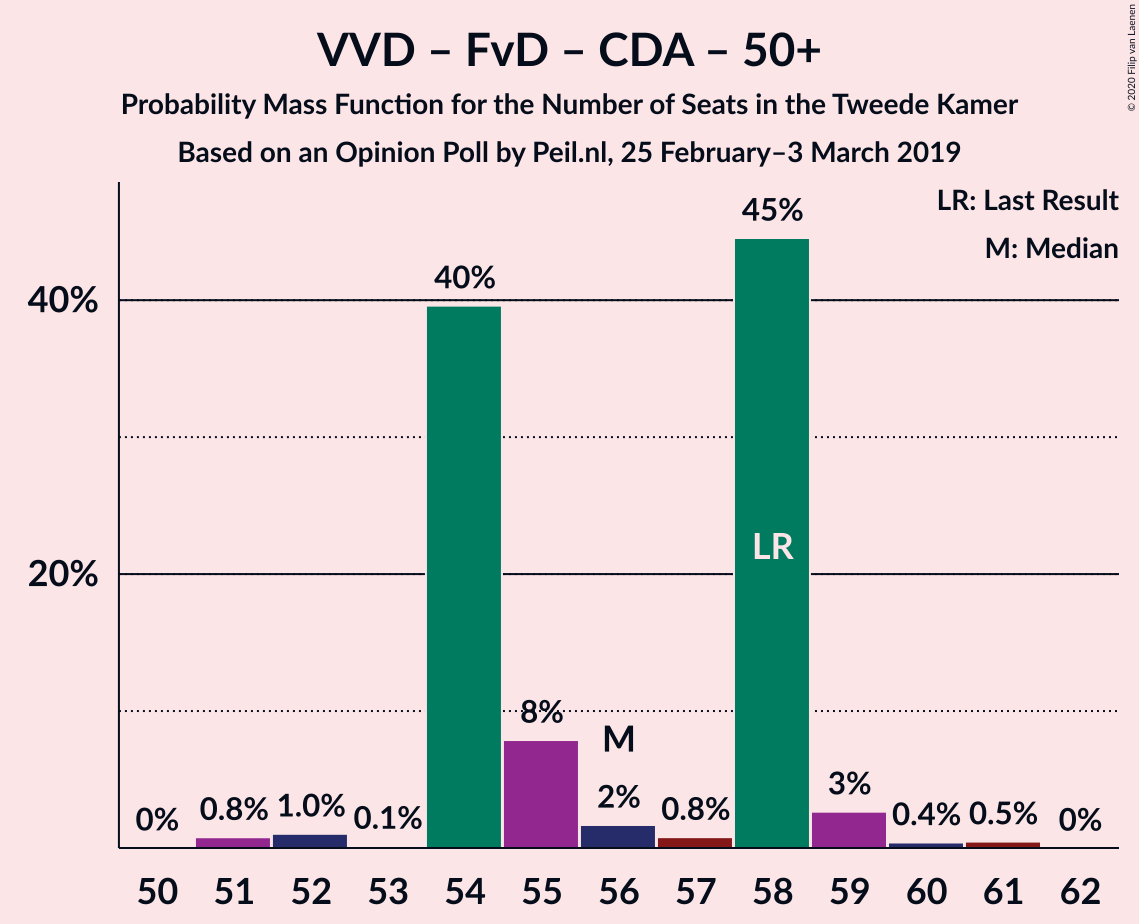 VVD – FvD – CDA – 50+
Probability Mass Function for the Number of Seats in the Tweede Kamer
Based on an Opinion Poll by Peil.nl, 25 February–3 March 2019
© 2020 Filip van Laenen
LR: Last Result
M: Median
45%
40%
40%
LR
20%
8%
M
0%
0.8%
1.0%
0.1%
2%
0.8%
3%
0.4%
0.5%
0%
50 51 52 53 54 55 56 57 58 59 60 61 62